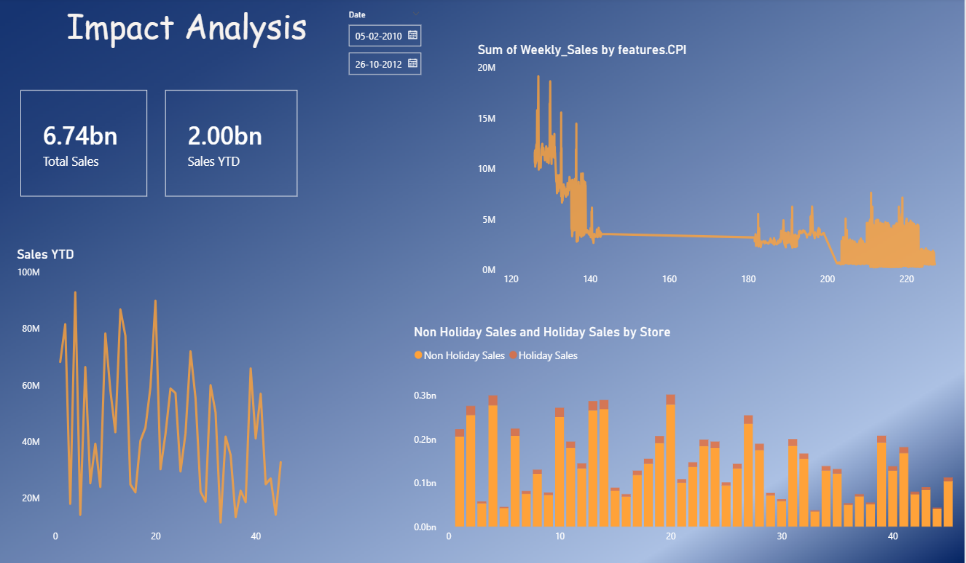 Impact Analysis
Date
05-02-2010
26-10-2012
6.74bn
Total Sales
2.00bn
Sales YTD
Sum of Weekly_Sales by features.CPI
20M
15M
10M
5M
0M
120 140 160 180 200 220
Sales YTD
100M
80M
60M
40M
20M
0 20 40
Non Holiday Sales and Holiday Sales by Store
Non Holiday Sales Holiday Sales
0.3bn
0.2bn
0.1bn
0.0bn
0 10 20 30 40